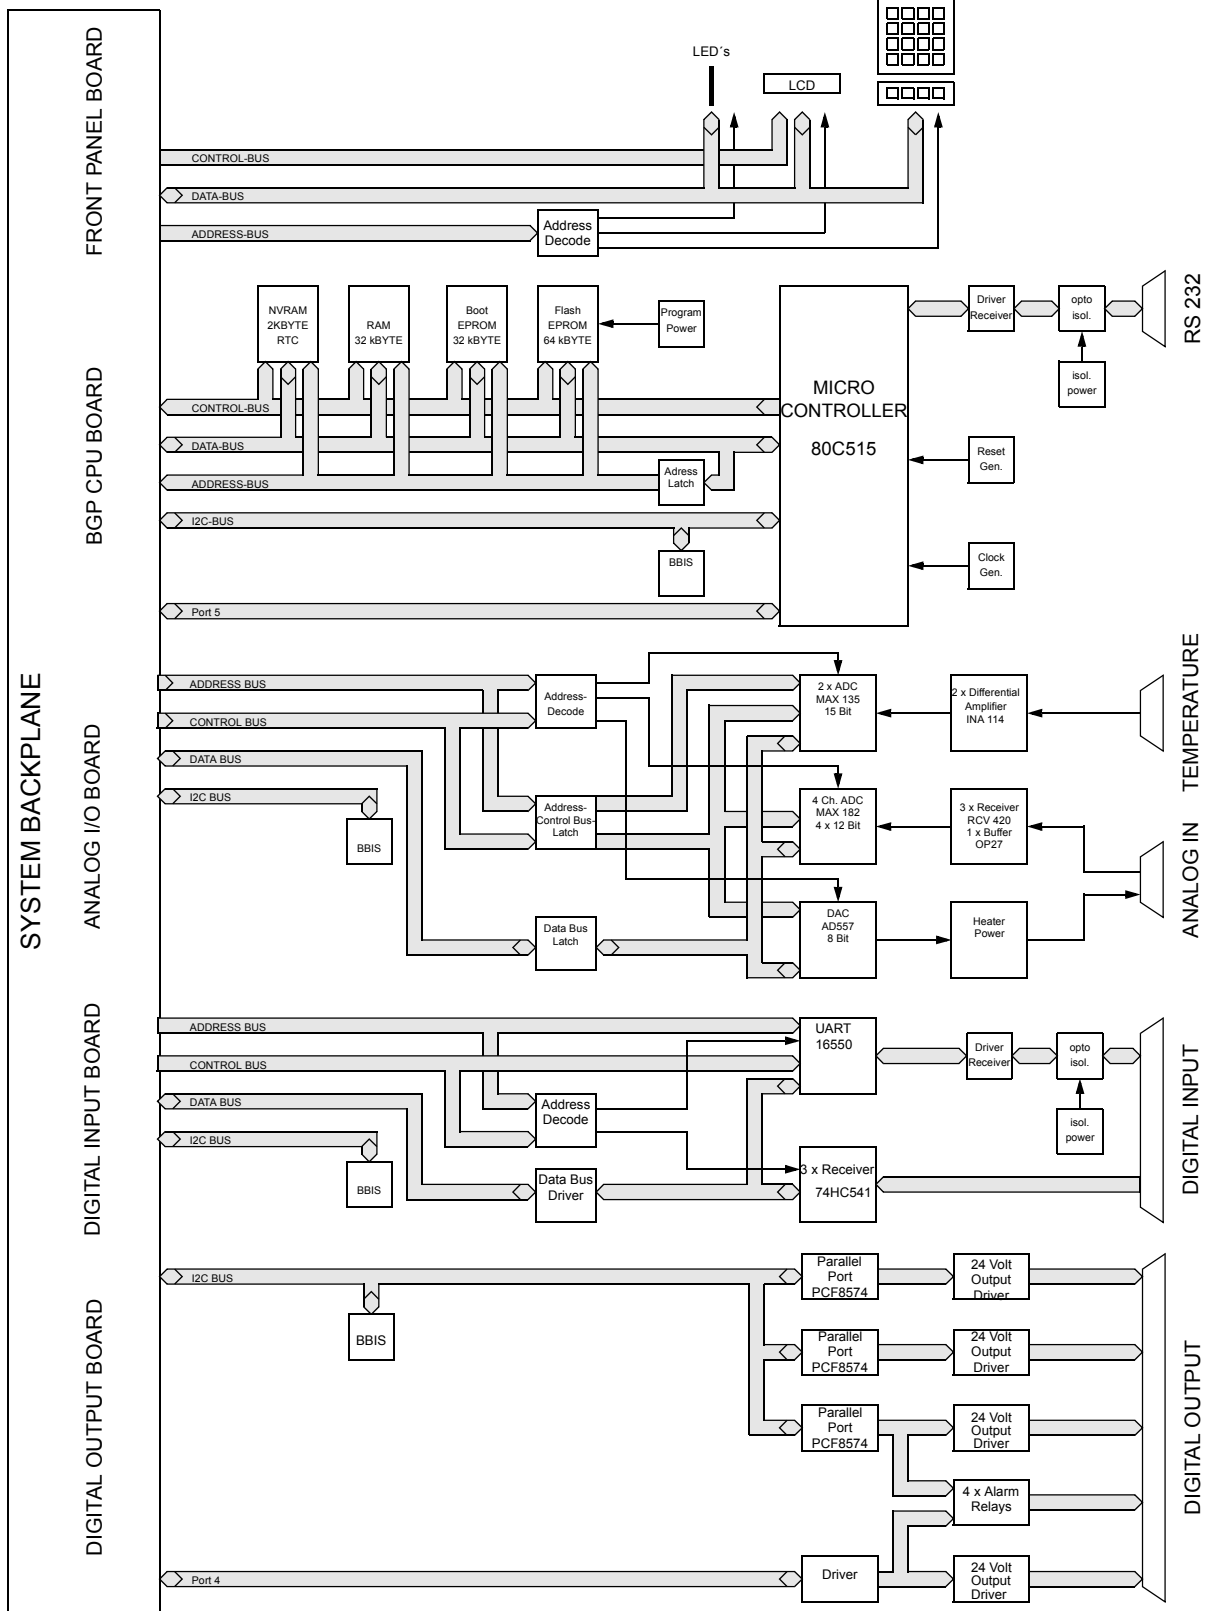 SYSTEM BACKPLANE
FRONT PANEL BOARD
LED´s
LCD
CONTROL-BUS
DATA-BUS
ADDRESS-BUS
Address
Decode
BGP CPU BOARD
NVRAM
2KBYTE
RTC
RAM
32 kBYTE
Boot
EPROM
32 kBYTE
Flash
EPROM
64 kBYTE
Program
Power
MICRO
CONTROLLER
80C515
Driver
Receiver
opto
isol.
isol.
power
RS 232
CONTROL-BUS
DATA-BUS
ADDRESS-BUS
Adress
Latch
I2C-BUS
BBIS
Port 5
Reset
Gen.
Clock
Gen.
ANALOG I/O BOARD
ADDRESS BUS
CONTROL BUS
DATA BUS
I2C BUS
BBIS
Address-
Decode
Address-
Control Bus-
Latch
Data Bus
Latch
2 x ADC
MAX 135
15 Bit
2 x Differential
Amplifier
INA 114
TEMPERATURE
4 Ch. ADC
MAX 182
4 x 12 Bit
3 x Receiver
RCV 420
1 x Buffer
OP27
ANALOG IN
DAC
AD557
8 Bit
Heater
Power
DIGITAL INPUT BOARD
ADDRESS BUS
CONTROL BUS
DATA BUS
I2C BUS
BBIS
Address
Decode
Data Bus
Driver
UART
16550
Driver
Receiver
opto
isol.
isol.
power
3 x Receiver
74HC541
DIGITAL INPUT
DIGITAL OUTPUT BOARD
I2C BUS
BBIS
Parallel
Port
PCF8574
24 Volt
Output
Driver
Parallel
Port
PCF8574
24 Volt
Output
Driver
Parallel
Port
PCF8574
24 Volt
Output
Driver
4 x Alarm
Relays
Port 4
Driver
24 Volt
Output
Driver
DIGITAL OUTPUT